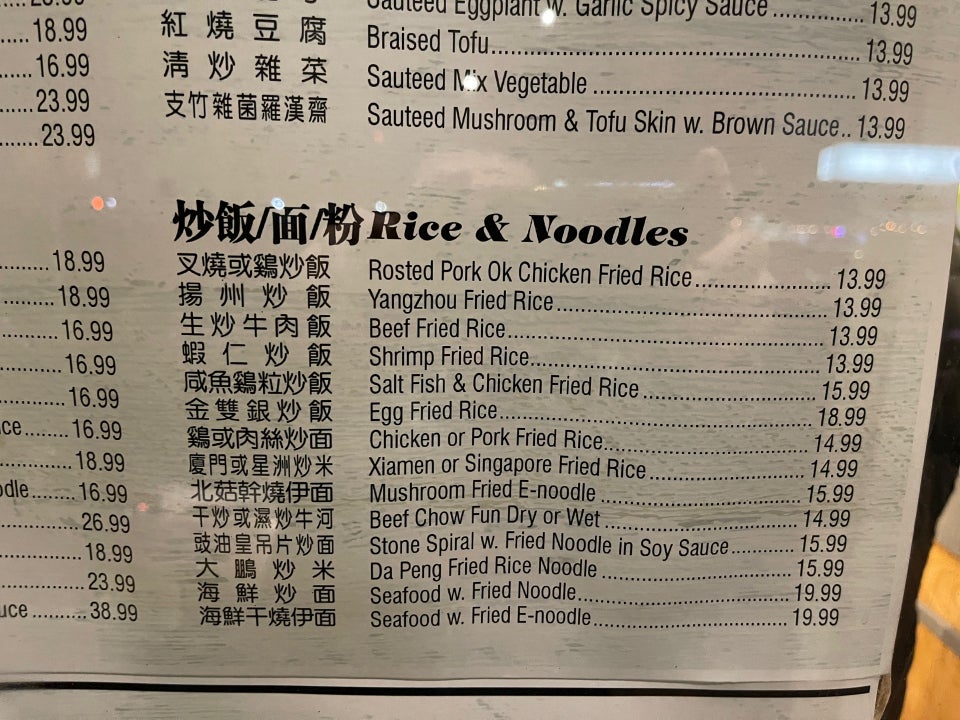 18.99
16.99
23.99
23.99
Sauteed Eggplant w. Garlic Spicy Sauce 13.99
紅燒豆腐 Braised Tofu 13.99
清炒雜菜 Sauteed Mix Vegetable 13.99
支竹雜菌羅漢齋 Sauteed Mushroom & Tofu Skin w. Brown Sauce 13.99
18.99
18.99
16.99
16.99
16.99
16.99
18.99
16.99
26.99
18.99
23.99
38.99
炒飯/面/粉 Rice & Noodles
叉燒或鷄炒飯 Rosted Pork Ok Chicken Fried Rice 13.99
揚州炒飯 Yangzhou Fried Rice 13.99
生炒牛肉飯 Beef Fried Rice 13.99
蝦仁炒飯 Shrimp Fried Rice 13.99
咸魚鷄粒炒飯 Salt Fish & Chicken Fried Rice 15.99
金雙銀炒飯 Egg Fried Rice 18.99
鷄或肉絲炒面 Chicken or Pork Fried Rice 14.99
廈門或星洲炒米 Xiamen or Singapore Fried Rice 14.99
北菇幹燒伊面 Mushroom Fried E-noodle 15.99
干炒或濕炒牛河 Beef Chow Fun Dry or Wet 14.99
豉油皇吊片炒面 Stone Spiral w. Fried Noodle in Soy Sauce 15.99
大鵬炒米 Da Peng Fried Rice Noodle 15.99
海鮮炒面 Seafood w. Fried Noodle 19.99
海鮮干燒伊面 Seafood w. Fried E-noodle 19.99